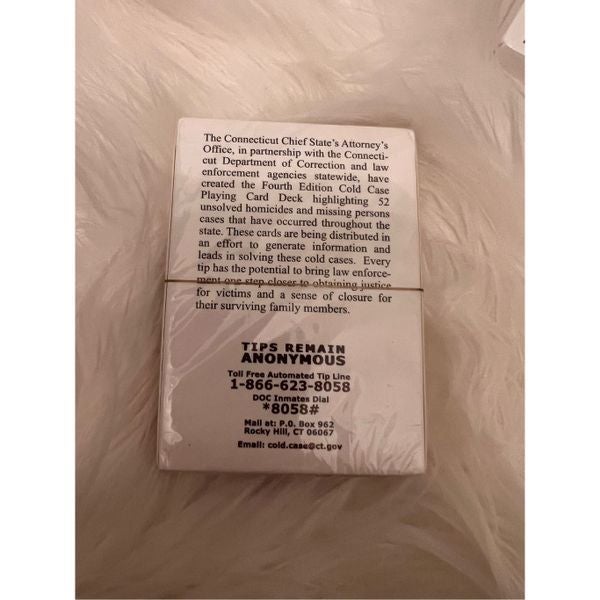 The Connecticut Chief State's Attorney's
Office, in partnership with the Connecti-
cut Department of Correction and law
enforcement agencies statewide, have
created the Fourth Edition Cold Case
Playing Card Deck highlighting 52
unsolved homicides and missing persons
cases that have occurred throughout the
state. These cards are being distributed in
an effort to generate information and
leads in solving these cold cases. Every
tip has the potential to bring law enforce-
ment one step closer to obtaining justice
for victims and a sense of closure for
their surviving family members.
TIPS REMAIN
ANONYMOUS
Toll Free Automated Tip Line
1-866-623-8058
DOC Inmates Dial
*8058#
Mail at: P.O. Box 962
Rocky Hill, CT 06067
Email: cold.case@ct.gov